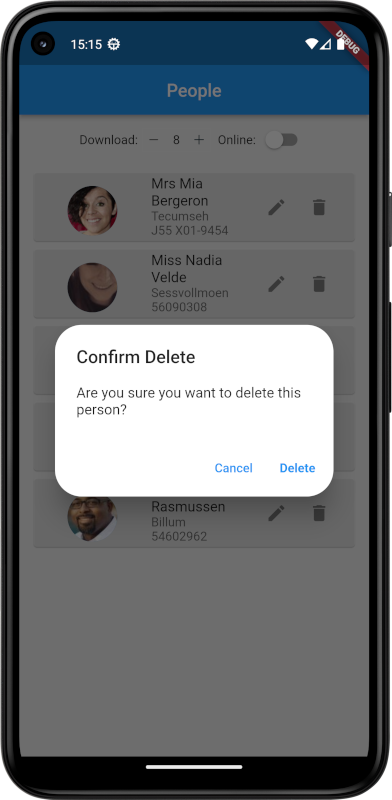 15:15
DEBUG
People
Download: − 8 + Online:
Mrs Mia
Bergeron
Tecumseh
J55 X01-9454
Miss Nadia
Velde
Sessvollmoen
56090308
Confirm Delete
Are you sure you want to delete this
person?
Cancel Delete
Rasmussen
Billum
54602962